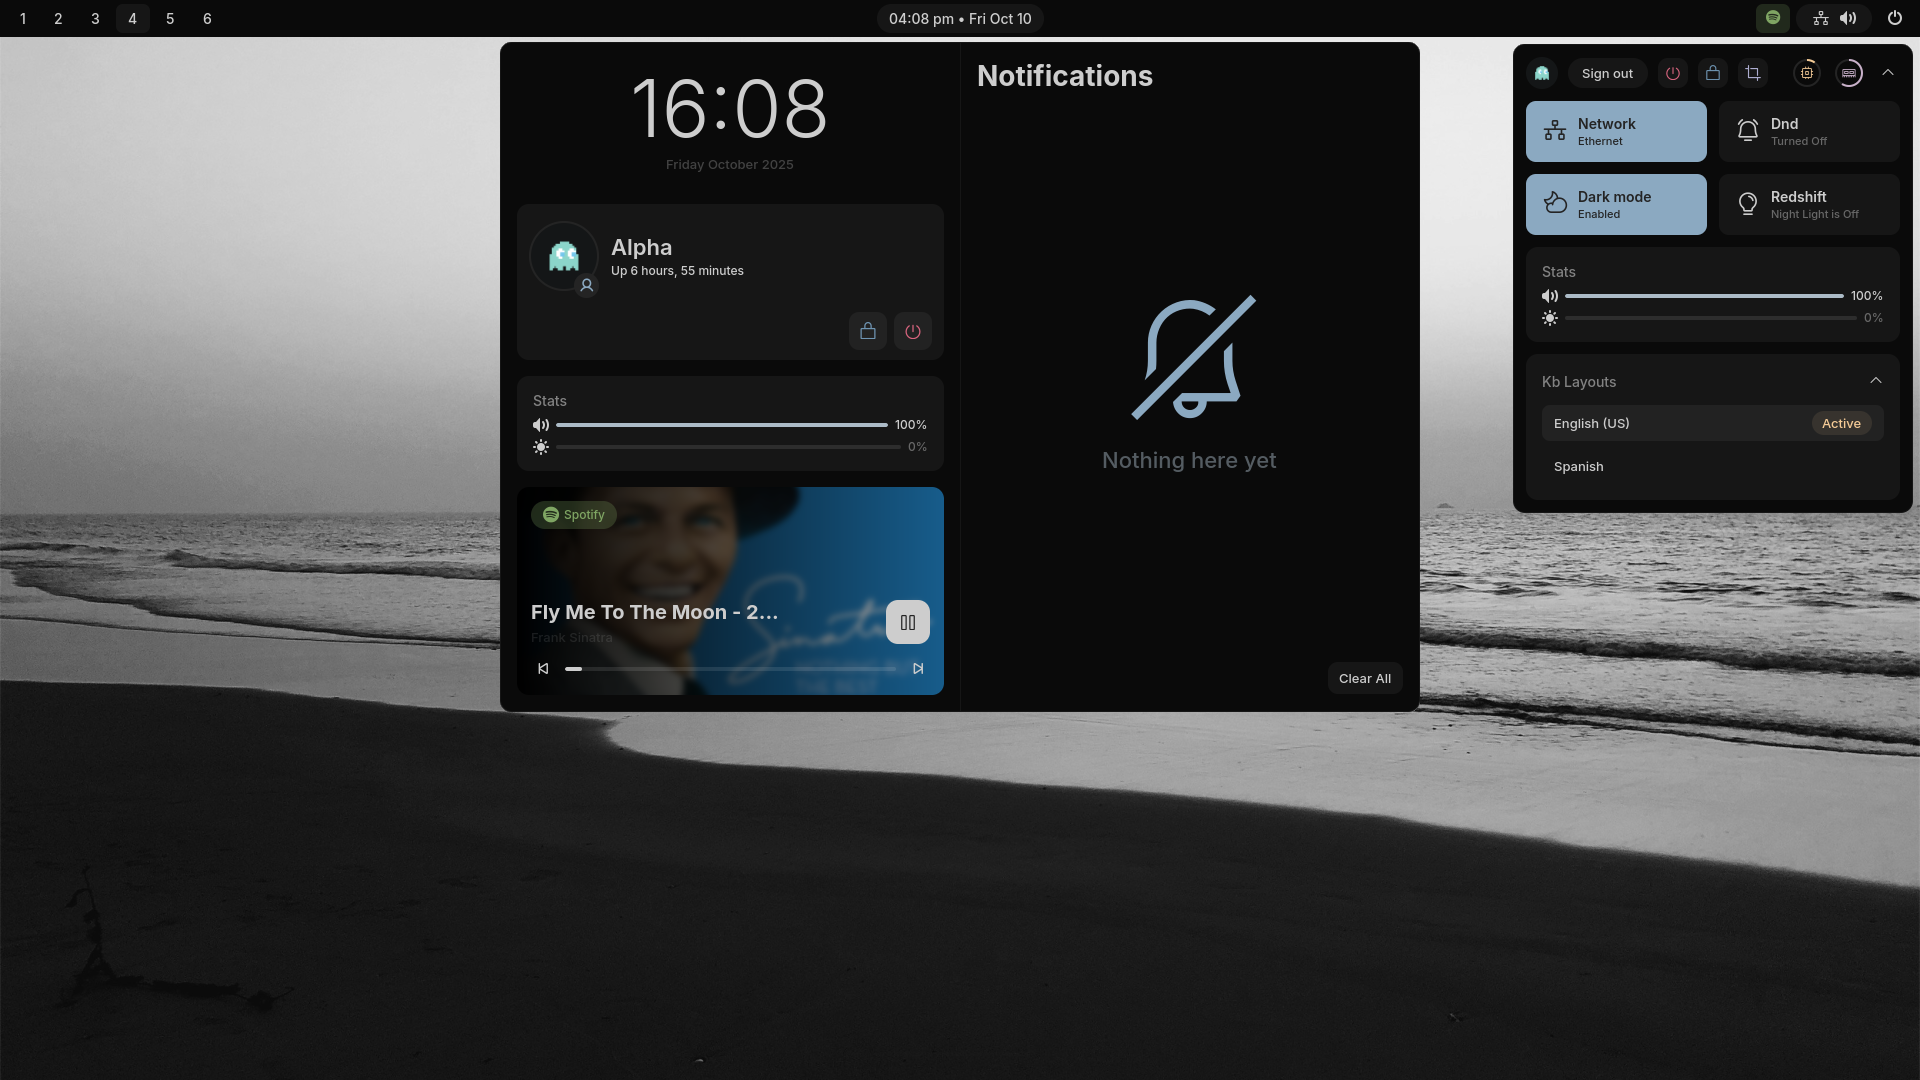 1 2 3 4 5 6
04:08 pm • Fri Oct 10
16:08
Friday October 2025
Alpha
Up 6 hours, 55 minutes
Stats
100%
0%
Spotify
Sinatra
Fly Me To The Moon - 2...
Frank Sinatra
THE BEST
Notifications
Nothing here yet
Clear All
Sign out
Network
Ethernet
Dnd
Turned Off
Dark mode
Enabled
Redshift
Night Light is Off
Stats
100%
0%
Kb Layouts
English (US)
Active
Spanish